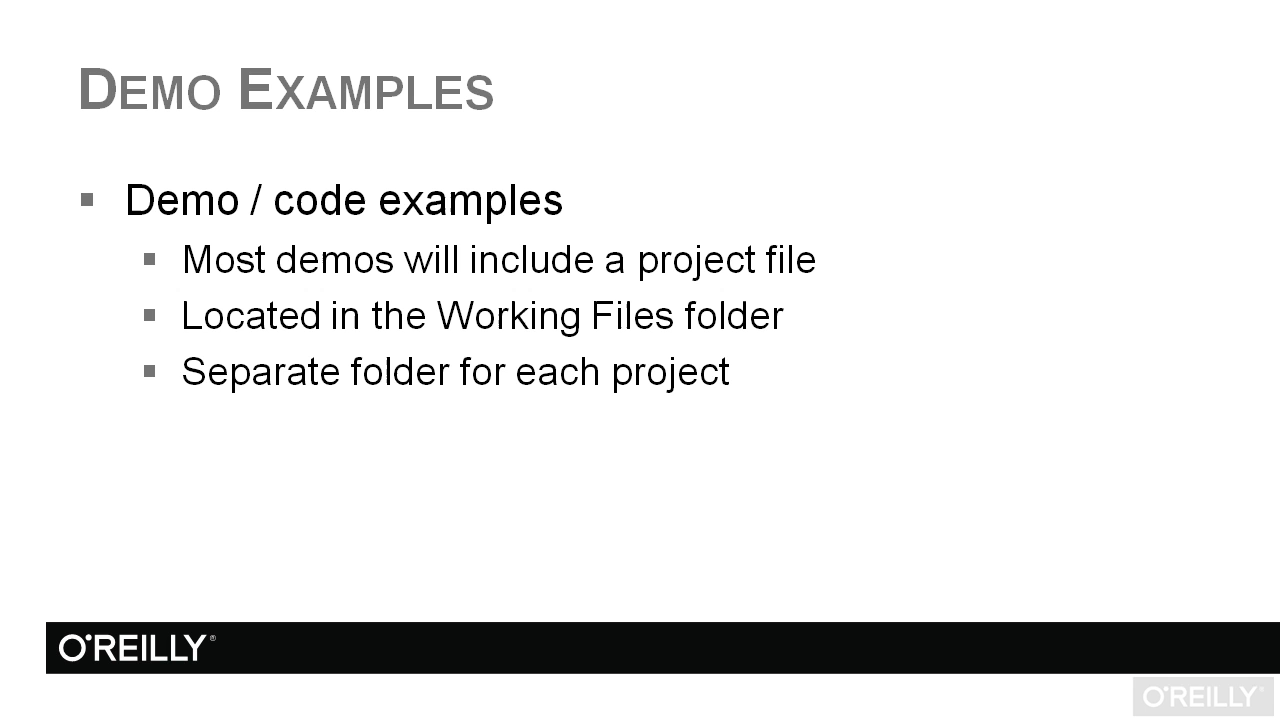 DEMO EXAMPLES
Demo / code examples
Most demos will include a project file
Located in the Working Files folder
Separate folder for each project
O'REILLY®
O'REILLY®